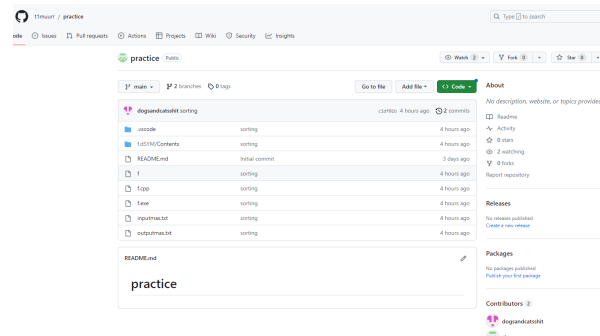 t1muurr / practice
Type / to search
ode Issues Pull requests Actions Projects Wiki Security Insights
practice Public
Watch 2 Fork 0 Star 0
main 2 branches 0 tags Go to file Add file Code
dogsandcatsshit sorting 4 hours ago 2 commits
.vscode sorting 4 hours ago
f.dSYM/Contents sorting 4 hours ago
README.md Initial commit 3 days ago
f sorting 4 hours ago
f.cpp sorting 4 hours ago
f.exe sorting 4 hours ago
inputmas.txt sorting 4 hours ago
outputmas.txt sorting 4 hours ago
README.md
practice
About
No description, website, or topics provided
Readme
Activity
0 stars
2 watching
0 forks
Report repository
Releases
No releases published
Create a new release
Packages
No packages published
Publish your first package
Contributors 2
dogsandcatsshit